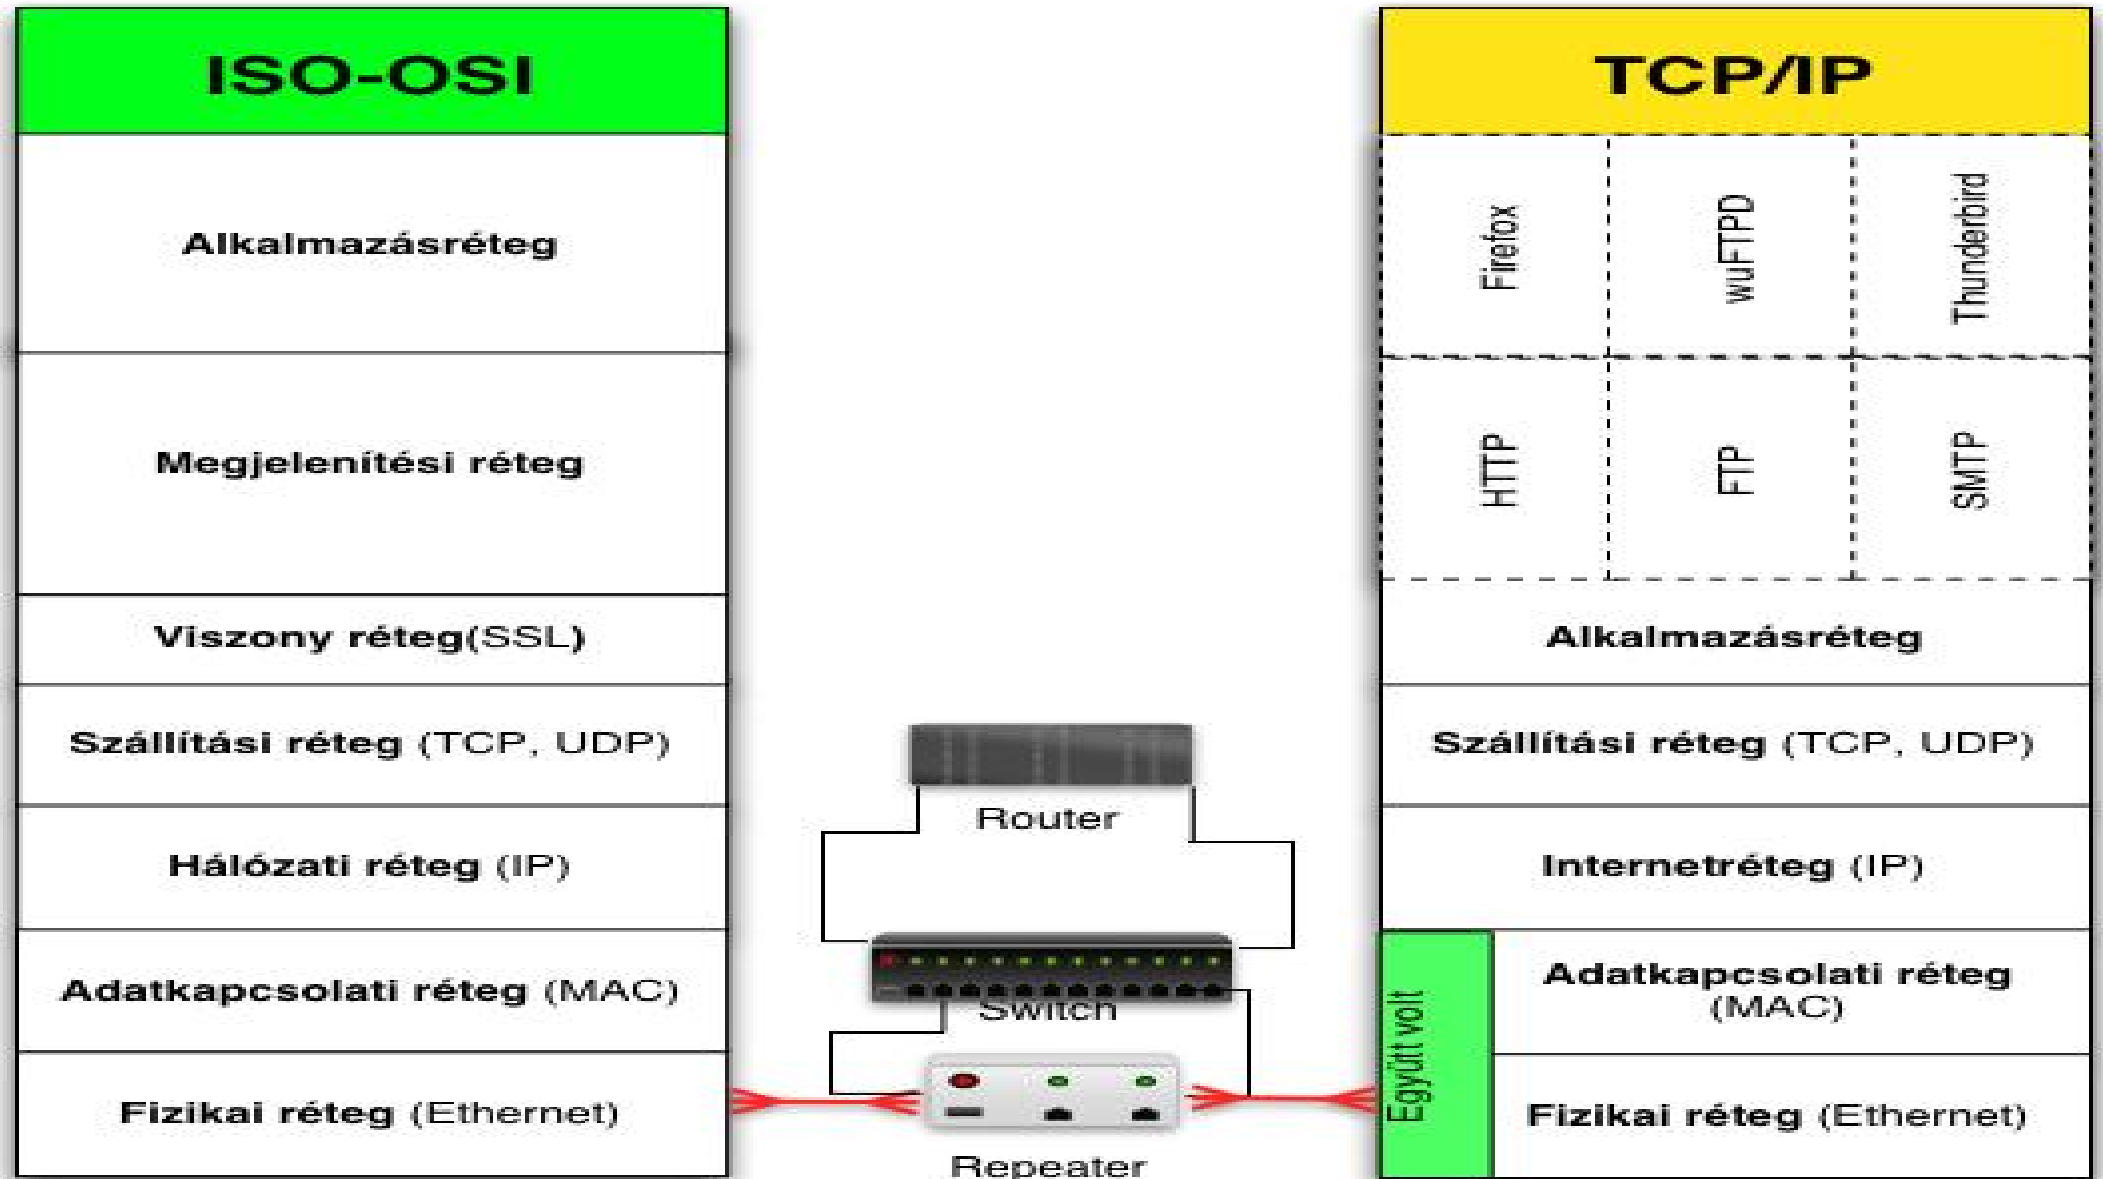 ISO-OSI
Alkalmazásréteg
Megjelenítési réteg
Viszony réteg(SSL)
Szállítási réteg (TCP, UDP)
Hálózati réteg (IP)
Adatkapcsolati réteg (MAC)
Fizikai réteg (Ethernet)
Router
Switch
Repeater
TCP/IP
Firefox
wuFTPD
Thunderbird
HTTP
FTP
SMTP
Alkalmazásréteg
Szállítási réteg (TCP, UDP)
Internetréteg (IP)
Együtt volt
Adatkapcsolati réteg
(MAC)
Fizikai réteg (Ethernet)